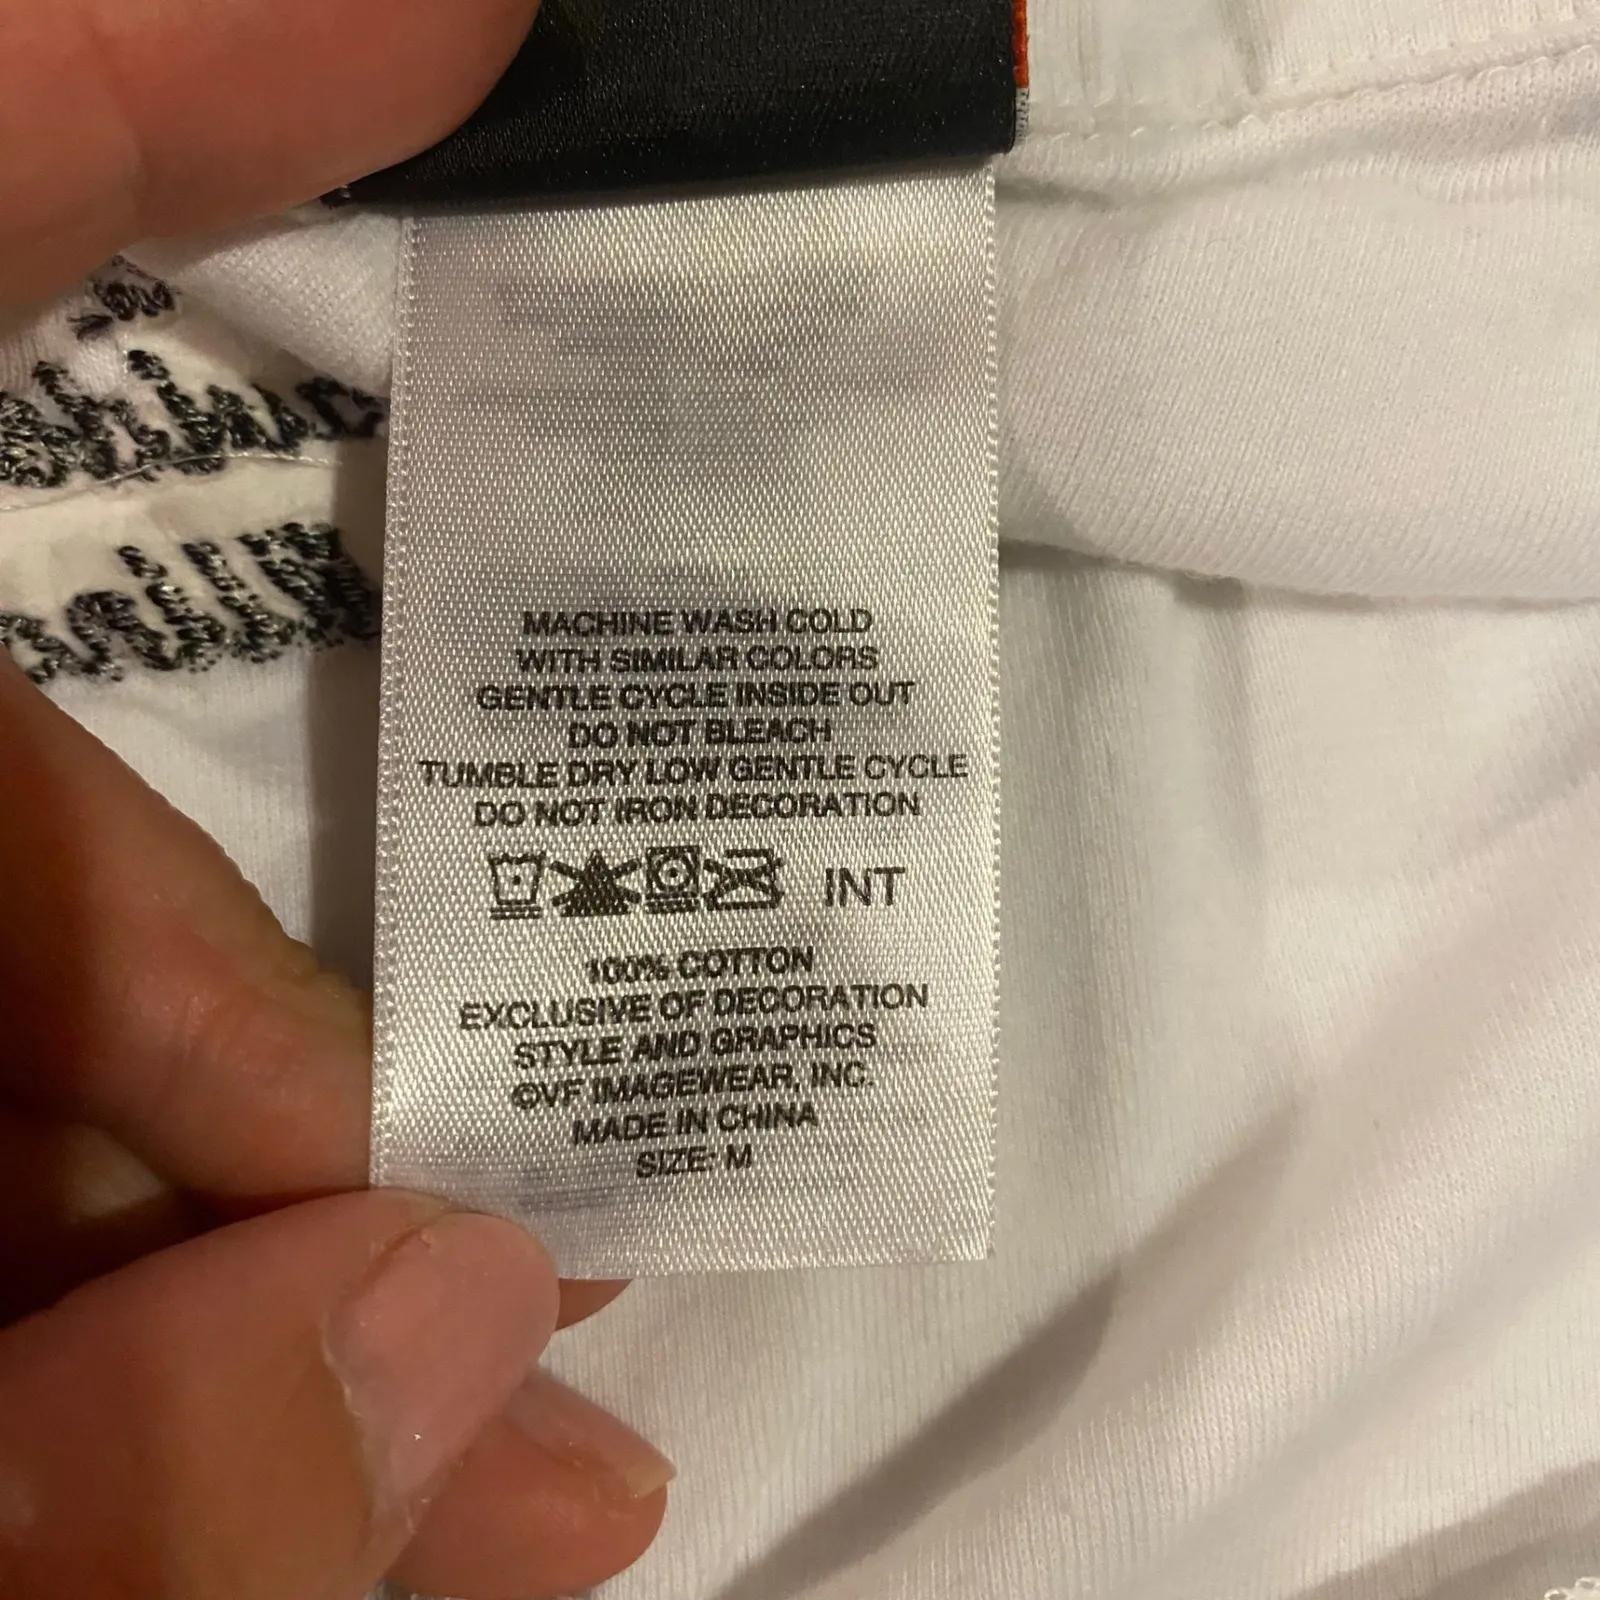 MACHINE WASH COLD
WITH SIMILAR COLORS
GENTLE CYCLE INSIDE OUT
DO NOT BLEACH
TUMBLE DRY LOW GENTLE CYCLE
DO NOT IRON DECORATION
INT
100% COTTON
EXCLUSIVE OF DECORATION
STYLE AND GRAPHICS
©VF IMAGEWEAR, INC.
MADE IN CHINA
SIZE: M